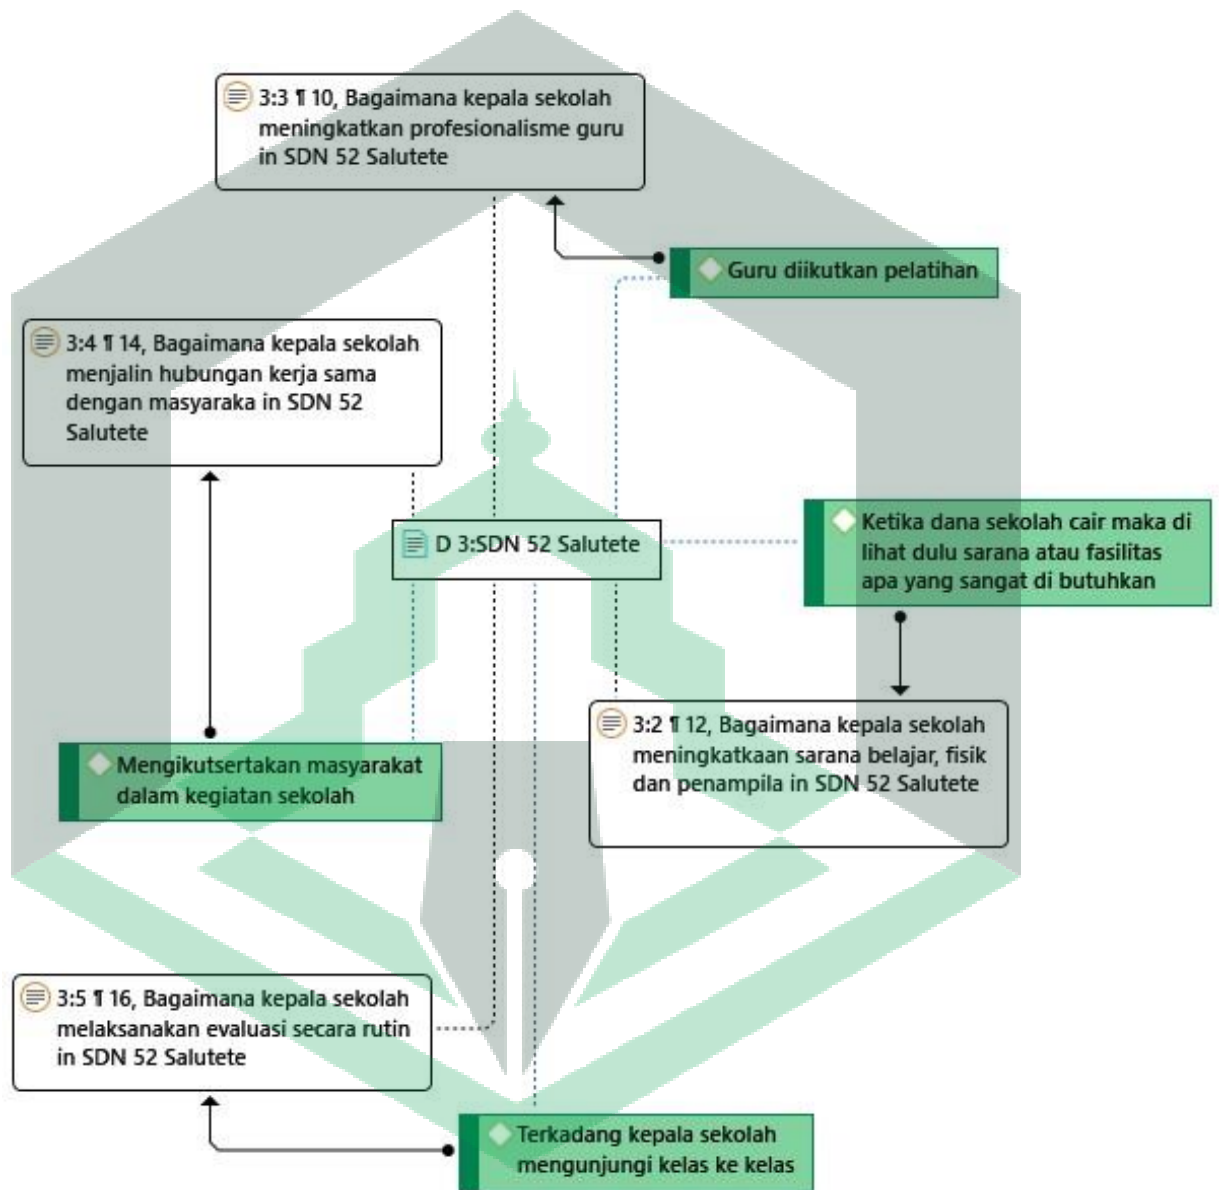 3:3 ¶ 10, Bagaimana kepala sekolah
meningkatkan profesionalisme guru
in SDN 52 Salutete
Guru diikutkan pelatihan
3:4 ¶ 14, Bagaimana kepala sekolah
menjalin hubungan kerja sama
dengan masyaraka in SDN 52
Salutete
D 3:SDN 52 Salutete
Ketika dana sekolah cair maka di
lihat dulu sarana atau fasilitas
apa yang sangat di butuhkan
3:2 ¶ 12, Bagaimana kepala sekolah
meningkatkaan sarana belajar, fisik
dan penampila in SDN 52 Salutete
Mengikutsertakan masyarakat
dalam kegiatan sekolah
3:5 ¶ 16, Bagaimana kepala sekolah
melaksanakan evaluasi secara rutin
in SDN 52 Salutete
Terkadang kepala sekolah
mengunjungi kelas ke kelas